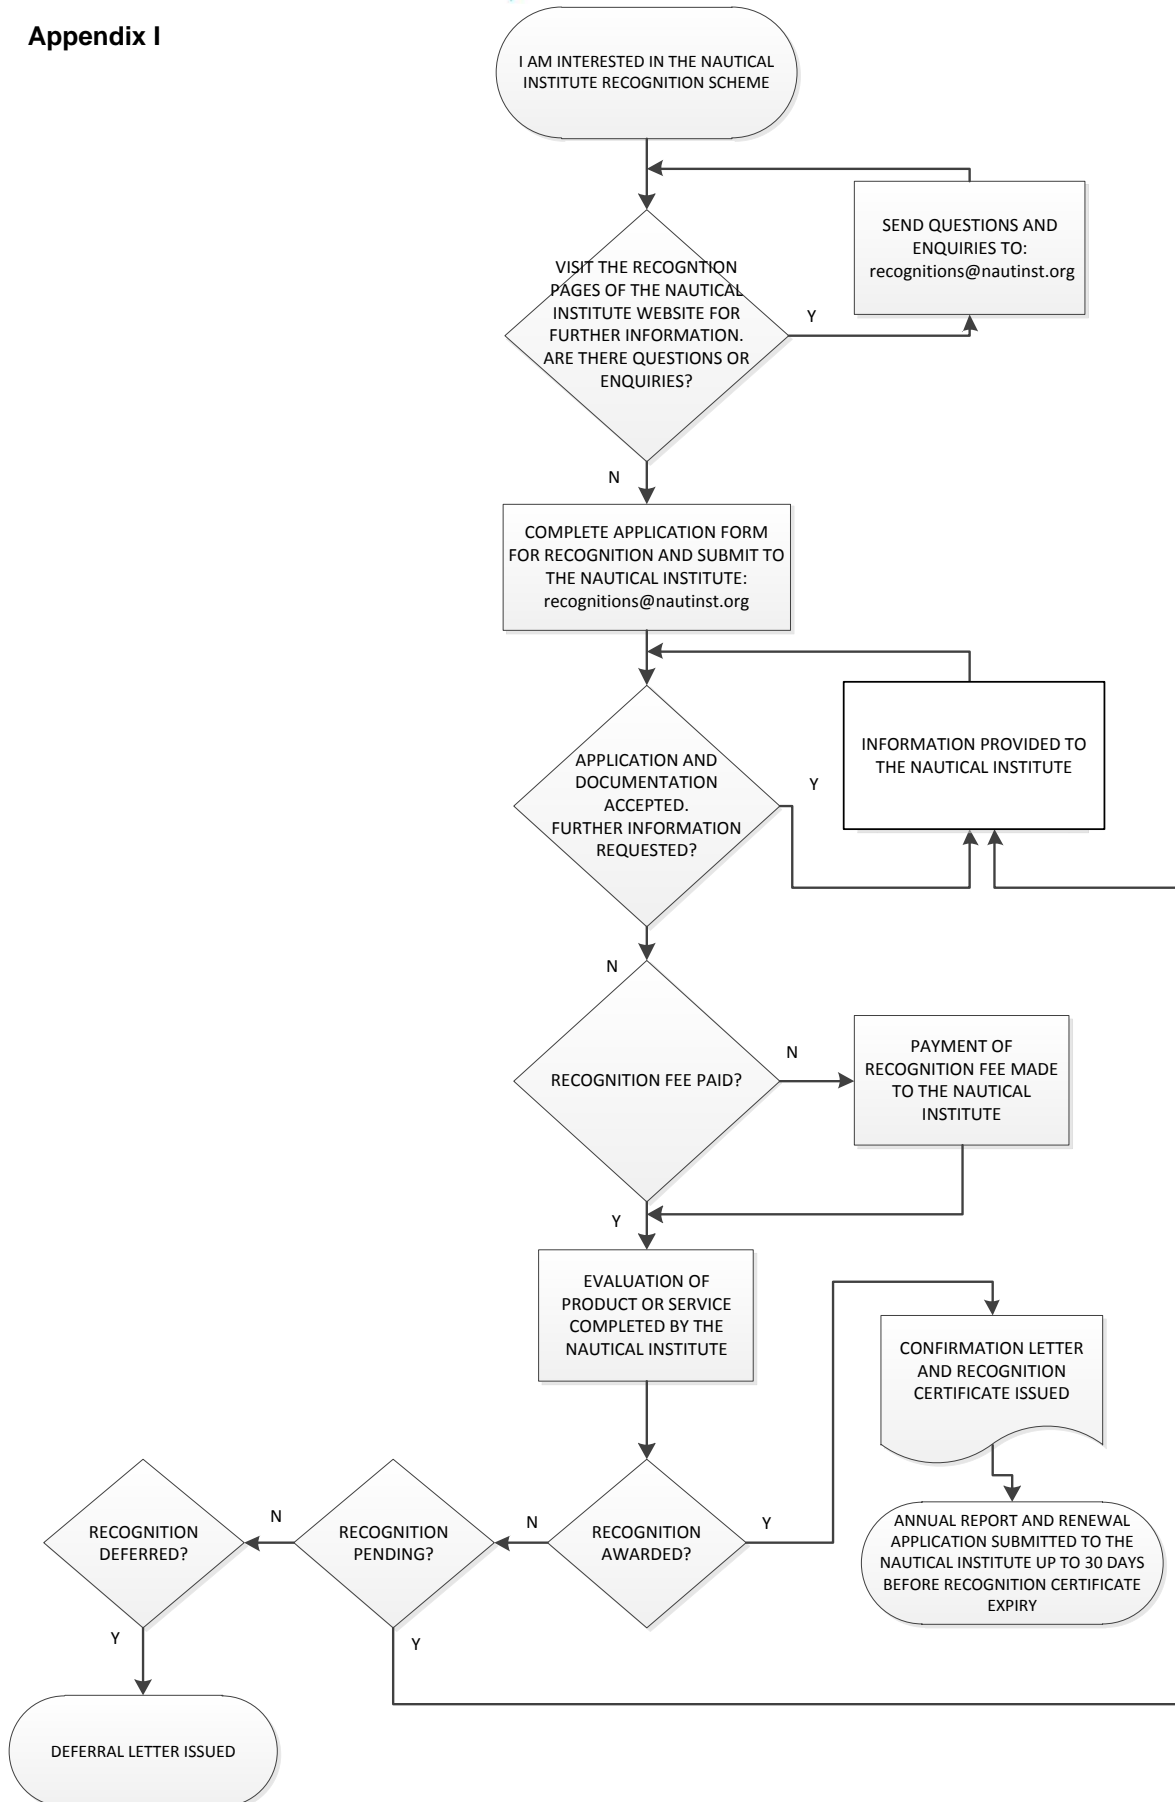 Appendix I
I AM INTERESTED IN THE NAUTICAL
INSTITUTE RECOGNITION SCHEME
SEND QUESTIONS AND
ENQUIRIES TO:
recognitions@nautinst.org
VISIT THE RECOGNTION
PAGES OF THE NAUTICAL
INSTITUTE WEBSITE FOR
FURTHER INFORMATION.
ARE THERE QUESTIONS OR
ENQUIRIES?
Y
N
COMPLETE APPLICATION FORM
FOR RECOGNITION AND SUBMIT TO
THE NAUTICAL INSTITUTE:
recognitions@nautinst.org
INFORMATION PROVIDED TO
THE NAUTICAL INSTITUTE
APPLICATION AND
DOCUMENTATION
ACCEPTED.
FURTHER INFORMATION
REQUESTED?
Y
N
RECOGNITION FEE PAID?
N
PAYMENT OF
RECOGNITION FEE MADE
TO THE NAUTICAL
INSTITUTE
Y
EVALUATION OF
PRODUCT OR SERVICE
COMPLETED BY THE
NAUTICAL INSTITUTE
CONFIRMATION LETTER
AND RECOGNITION
CERTIFICATE ISSUED
RECOGNITION
DEFERRED?
N
RECOGNITION
PENDING?
N
RECOGNITION
AWARDED?
Y
ANNUAL REPORT AND RENEWAL
APPLICATION SUBMITTED TO THE
NAUTICAL INSTITUTE UP TO 30 DAYS
BEFORE RECOGNITION CERTIFICATE
EXPIRY
Y
Y
DEFERRAL LETTER ISSUED